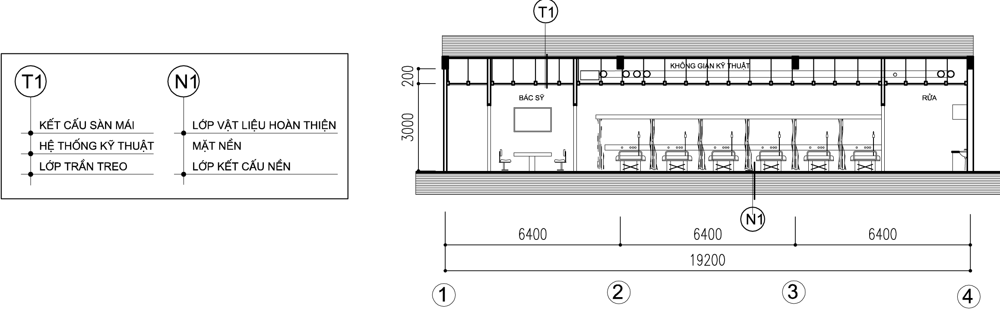 T1
KẾT CẤU SÀN MÁI
HỆ THỐNG KỸ THUẬT
LỚP TRẦN TREO
N1
LỚP VẬT LIỆU HOÀN THIỆN
MẶT NỀN
LỚP KẾT CẤU NỀN
T1
KHÔNG GIAN KỸ THUẬT
200
3000
BÁC SỸ
RỬA
N1
6400 6400 6400
19200
1 2 3 4